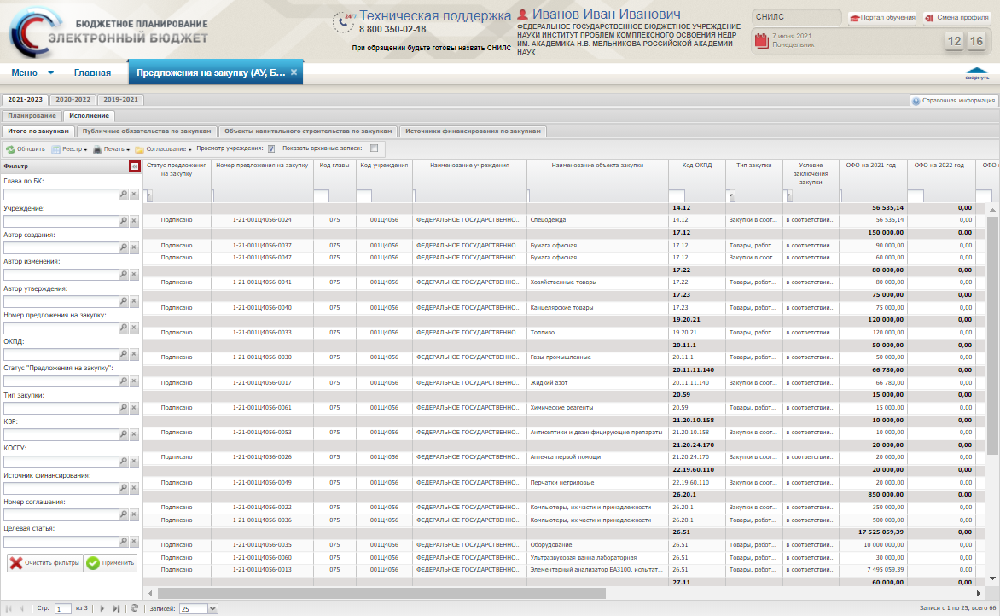 БЮДЖЕТНОЕ ПЛАНИРОВАНИЕ
ЭЛЕКТРОННЫЙ БЮДЖЕТ
24/7 Техническая поддержка
8 800 350-02-18
При обращении будьте готовы назвать СНИЛС
Иванов Иван Иванович
ФЕДЕРАЛЬНОЕ ГОСУДАРСТВЕННОЕ БЮДЖЕТНОЕ УЧРЕЖДЕНИЕ
НАУКИ ИНСТИТУТ ПРОБЛЕМ КОМПЛЕКСНОГО ОСВОЕНИЯ НЕДР
ИМ. АКАДЕМИКА Н.В. МЕЛЬНИКОВА РОССИЙСКОЙ АКАДЕМИИ
НАУК
СНИЛС
Портал обучения
Смена профиля
7 июня 2021
Понедельник
12 16
Меню Главная Предложения на закупку (АУ, Б...
свернуть
2021-2023 2020-2022 2019-2021
Справочная информация
Планирование Исполнение
Итого по закупкам Публичные обязательства по закупкам Объекты капитального строительства по закупкам Источники финансирования по закупкам
Обновить Реестр Печать Согласование Просмотр учреждения: Показать архивные записи:
Фильтр
Глава по БК:
Учреждение:
Автор создания:
Автор изменения:
Автор утверждения:
Номер предложения на закупку:
ОКПД:
Статус "Предложения на закупку":
Тип закупки:
КВР:
КОСГУ:
Источник финансирования:
Номер соглашения:
Целевая статья:
Очистить фильтры Применить
Статус предложения на закупку Номер предложения на закупку Код главы Код учреждения Наименование учреждения Наименование объекта закупки Код ОКПД Тип закупки Условие заключения закупки ОФО на 2021 год ОФО на 2022 год ОФО н
14.12 56 535,14 0,00
Подписано 1-21-001Ц4056-0024 075 001Ц4056 ФЕДЕРАЛЬНОЕ ГОСУДАРСТВЕННО... Спецодежда 14.12 Закупки в соот... в соответстви... 56 535,14 0,00
17.12 150 000,00 0,00
Подписано 1-21-001Ц4056-0037 075 001Ц4056 ФЕДЕРАЛЬНОЕ ГОСУДАРСТВЕННО... Бумага офисная 17.12 Товары, работ... в соответстви... 90 000,00 0,00
Подписано 1-21-001Ц4056-0047 075 001Ц4056 ФЕДЕРАЛЬНОЕ ГОСУДАРСТВЕННО... Бумага офисная 17.12 Закупки в соот... в соответстви... 60 000,00 0,00
17.22 80 000,00 0,00
Подписано 1-21-001Ц4056-0041 075 001Ц4056 ФЕДЕРАЛЬНОЕ ГОСУДАРСТВЕННО... Хозяйственные товары 17.22 Товары, работ... в соответстви... 80 000,00 0,00
17.23 75 000,00 0,00
Подписано 1-21-001Ц4056-0040 075 001Ц4056 ФЕДЕРАЛЬНОЕ ГОСУДАРСТВЕННО... Канцелярские товары 17.23 Товары, работ... в соответстви... 75 000,00 0,00
19.20.21 120 000,00 0,00
Подписано 1-21-001Ц4056-0033 075 001Ц4056 ФЕДЕРАЛЬНОЕ ГОСУДАРСТВЕННО... Топливо 19.20.21 Товары, работ... в соответстви... 120 000,00 0,00
20.11.1 50 000,00 0,00
Подписано 1-21-001Ц4056-0030 075 001Ц4056 ФЕДЕРАЛЬНОЕ ГОСУДАРСТВЕННО... Газы промышленные 20.11.1 Товары, работ... в соответстви... 50 000,00 0,00
20.11.11.140 66 780,00 0,00
Подписано 1-21-001Ц4056-0017 075 001Ц4056 ФЕДЕРАЛЬНОЕ ГОСУДАРСТВЕННО... Жидкий азот 20.11.11.140 Закупки в соот... в соответстви... 66 780,00 0,00
20.59 15 000,00 0,00
Подписано 1-21-001Ц4056-0061 075 001Ц4056 ФЕДЕРАЛЬНОЕ ГОСУДАРСТВЕННО... Химические реагенты 20.59 Товары, работ... в соответстви... 15 000,00 0,00
21.20.10.158 10 000,00 0,00
Подписано 1-21-001Ц4056-0053 075 001Ц4056 ФЕДЕРАЛЬНОЕ ГОСУДАРСТВЕННО... Антисептики и дезинфицирующие препараты 21.20.10.158 Закупки в соот... в соответстви... 10 000,00 0,00
21.20.24.170 20 000,00 0,00
Подписано 1-21-001Ц4056-0026 075 001Ц4056 ФЕДЕРАЛЬНОЕ ГОСУДАРСТВЕННО... Аптечка первой помощи 21.20.24.170 Закупки в соот... в соответстви... 20 000,00 0,00
22.19.60.110 20 000,00 0,00
Подписано 1-21-001Ц4056-0049 075 001Ц4056 ФЕДЕРАЛЬНОЕ ГОСУДАРСТВЕННО... Перчатки нетриловые 22.19.60.110 Закупки в соот... в соответстви... 20 000,00 0,00
26.20.1 850 000,00 0,00
Подписано 1-21-001Ц4056-0022 075 001Ц4056 ФЕДЕРАЛЬНОЕ ГОСУДАРСТВЕННО... Компьютеры, их части и принадлежности 26.20.1 Закупки в соот... в соответстви... 350 000,00 0,00
Подписано 1-21-001Ц4056-0036 075 001Ц4056 ФЕДЕРАЛЬНОЕ ГОСУДАРСТВЕННО... Компьютеры, их части и принадлежности 26.20.1 Товары, работ... в соответстви... 500 000,00 0,00
26.51 17 525 059,39 0,00
Подписано 1-21-001Ц4056-0035 075 001Ц4056 ФЕДЕРАЛЬНОЕ ГОСУДАРСТВЕННО... Оборудование 26.51 Товары, работ... в соответстви... 10 000 000,00 0,00
Подписано 1-21-001Ц4056-0060 075 001Ц4056 ФЕДЕРАЛЬНОЕ ГОСУДАРСТВЕННО... Ультразвуковая ванна лабораторная 26.51 Товары, работ... в соответстви... 30 000,00 0,00
Подписано 1-21-001Ц4056-0013 075 001Ц4056 ФЕДЕРАЛЬНОЕ ГОСУДАРСТВЕННО... Элементарный анализатор EA3100, испытат... 26.51 Товары, работ... в соответстви... 7 495 059,39 0,00
27.11 60 000,00 0,00
Стр. 1 из 3 Записей: 25 Записи с 1 по 25, всего 66